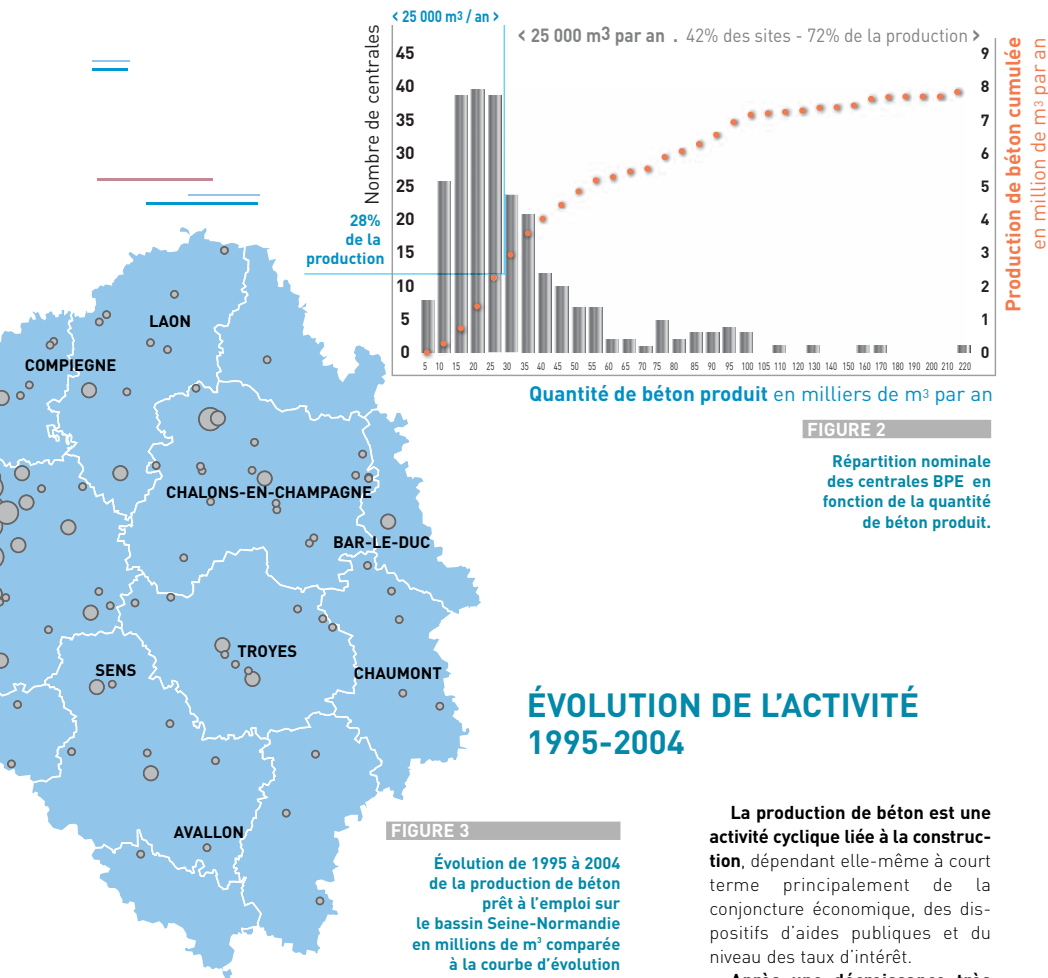 < 25 000 m3 / an >
< 25 000 m3 par an . 42% des sites - 72% de la production >
Nombre de centrales
45
40
35
30
25
20
15
10
5
0
28%
de la
production
9
8
7
6
5
4
3
2
1
0
Production de béton cumulée
en million de m3 par an
5 10 15 20 25 30 35 40 45 50 55 60 65 70 75 80 85 90 95 100 105 110 120 130 140 150 160 170 180 190 200 210 220
Quantité de béton produit en milliers de m3 par an
FIGURE 2
Répartition nominale
des centrales BPE en
fonction de la quantité
de béton produit.
LAON
COMPIEGNE
CHALONS-EN-CHAMPAGNE
BAR-LE-DUC
TROYES
SENS
CHAUMONT
AVALLON
ÉVOLUTION DE L'ACTIVITÉ
1995-2004
FIGURE 3
Évolution de 1995 à 2004
de la production de béton
prêt à l'emploi sur
le bassin Seine-Normandie
en millions de m3 comparée
à la courbe d'évolution
La production de béton est une
activité cyclique liée à la construc-
tion, dépendant elle-même à court
terme principalement de la
conjoncture économique, des dis-
positifs d'aides publiques et du
niveau des taux d'intérêt.
Après une décroissance très